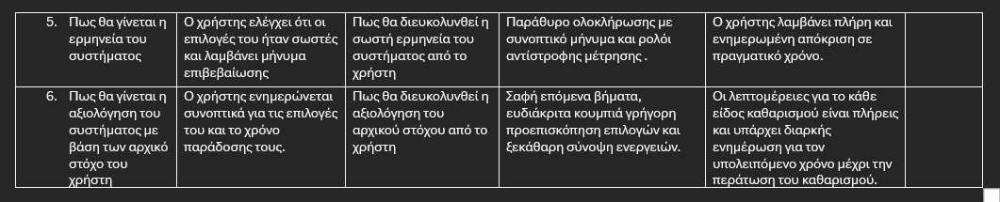 5. Πως θα γίνεται η
ερμηνεία του
συστήματος
Ο χρήστης ελέγχει ότι οι
επιλογές του ήταν σωστές
και λαμβάνει μήνυμα
επιβεβαίωσης
Πως θα διευκολυνθεί η
σωστή ερμηνεία του
συστήματος από το
χρήστη
Παράθυρο ολοκλήρωσης με
συνοπτικό μήνυμα και ρολόι
αντίστροφης μέτρησης .
Ο χρήστης λαμβάνει πλήρη και
ενημερωμένη απόκριση σε
πραγματικό χρόνο.
6. Πως θα γίνεται η
αξιολόγηση του
συστήματος με
βάση των αρχικό
στόχο του
χρήστη
Ο χρήστης ενημερώνεται
συνοπτικά για τις επιλογές
του και το χρόνο
παράδοσης τους.
Πως θα διευκολυνθεί η
αξιολόγηση του
αρχικού στόχου από το
χρήστη
Σαφή επόμενα βήματα,
ευδιάκριτα κουμπιά γρήγορη
προεπισκόπηση επιλογών και
ξεκάθαρη σύνοψη ενεργειών.
Οι λεπτομέρειες για το κάθε
είδος καθαρισμού είναι πλήρεις
και υπάρχει διαρκής
ενημέρωση για τον
υπολειπόμενο χρόνο μέχρι την
περάτωση του καθαρισμού.